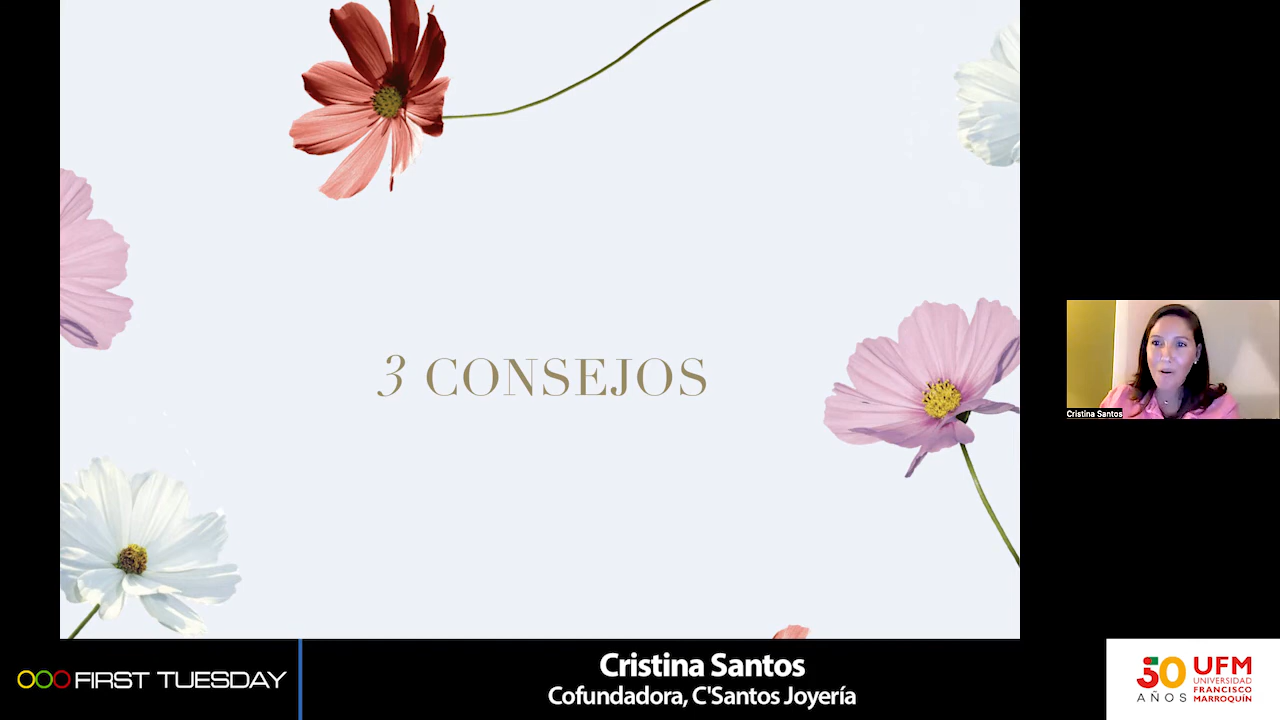 3 CONSEJOS
Cristina Santos
FIRST TUESDAY
Cristina Santos
Cofundadora, C'Santos Joyería
50
AÑOS
UFM
UNIVERSIDAD
FRANCISCO
MARROQUÍN